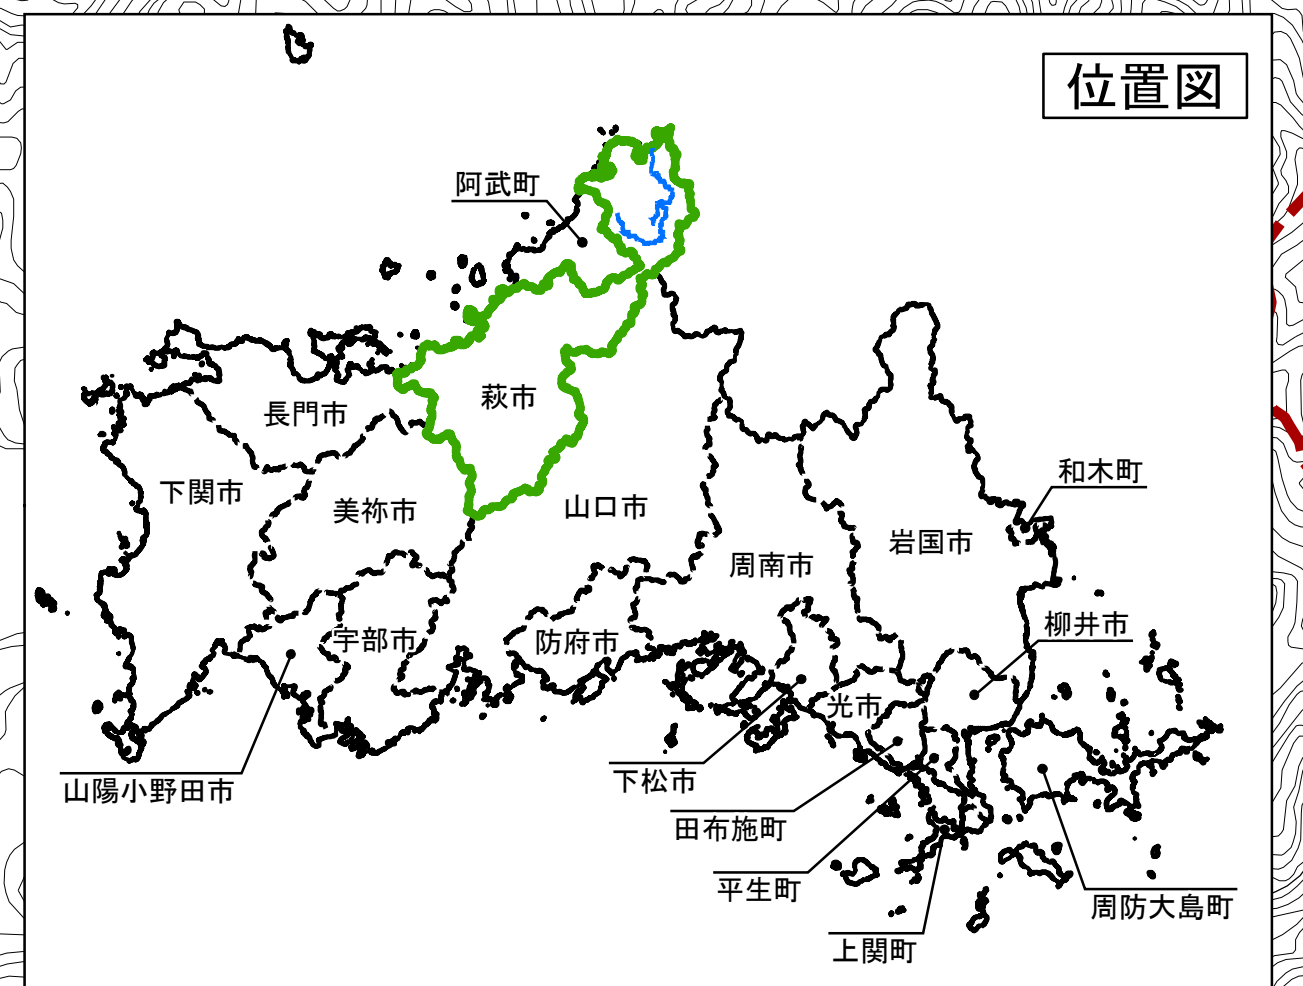 位置図
阿武町
萩市
長門市
和木町
下関市
美祢市
山口市
岩国市
周南市
柳井市
宇部市
防府市
光市
下松市
山陽小野田市
田布施町
平生町
周防大島町
上関町